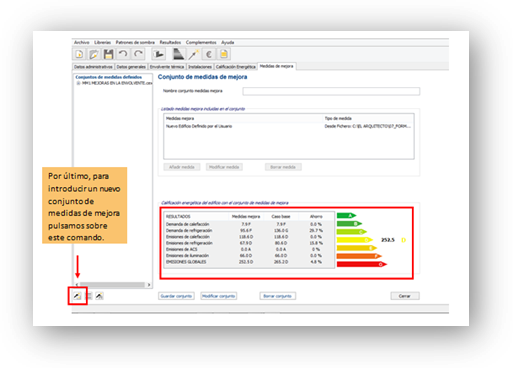 Archivo Librerías Patrones de sombra Resultados Complementos Ayuda
Datos administrativos Datos generales Envolvente térmica Instalaciones Calificación Energética Medidas de mejora
Conjuntos de medidas definidos
MM1 MEJORAS EN LA ENVOLVENTE
Conjunto de medidas de mejora
Nombre conjunto medidas mejora
Listado medidas mejora incluidas en el conjunto
Medidas mejora Tipo de medida
Nuevo Edificio Definido por el Usuario Desde Fichero: C:\EL ARQUITECTO\07_FORM...
Añadir medida Modificar medida Borrar medida
Por último, para
introducir un nuevo
conjunto de
medidas de mejora
pulsamos sobre
este comando.
Calificación energética del edificio con el conjunto de medidas de mejora
RESULTADOS Medidas mejora Caso base Ahorro
Demanda de calefacción 7.9 F 7.9 F 0.0 %
Demanda de refrigeración 95.6 F 136.0 G 29.7 %
Emisiones de calefacción 118.6 D 118.6 D 0.0 %
Emisiones de refrigeración 67.9 D 80.6 D 15.8 %
Emisiones de ACS 0.0 A 0.0 A 0 %
Emisiones de iluminación 66.0 D 66.0 D 0.0 %
EMISIONES GLOBALES 252.5 D 265.2 D 4.8 %
252.5
Guardar conjunto Modificar conjunto Borrar conjunto Cerrar